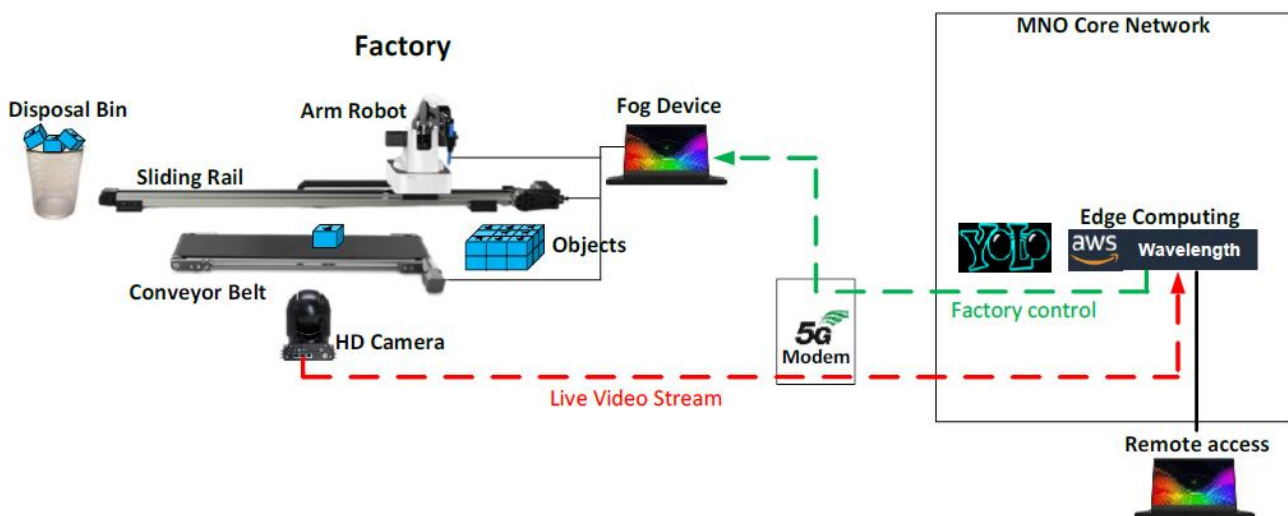 MNO Core Network
Factory
Disposal Bin
Arm Robot
Fog Device
Sliding Rail
Edge Computing
YOLO
aws
Wavelength
Objects
Conveyor Belt
Factory control
5G
Modem
HD Camera
Live Video Stream
Remote access